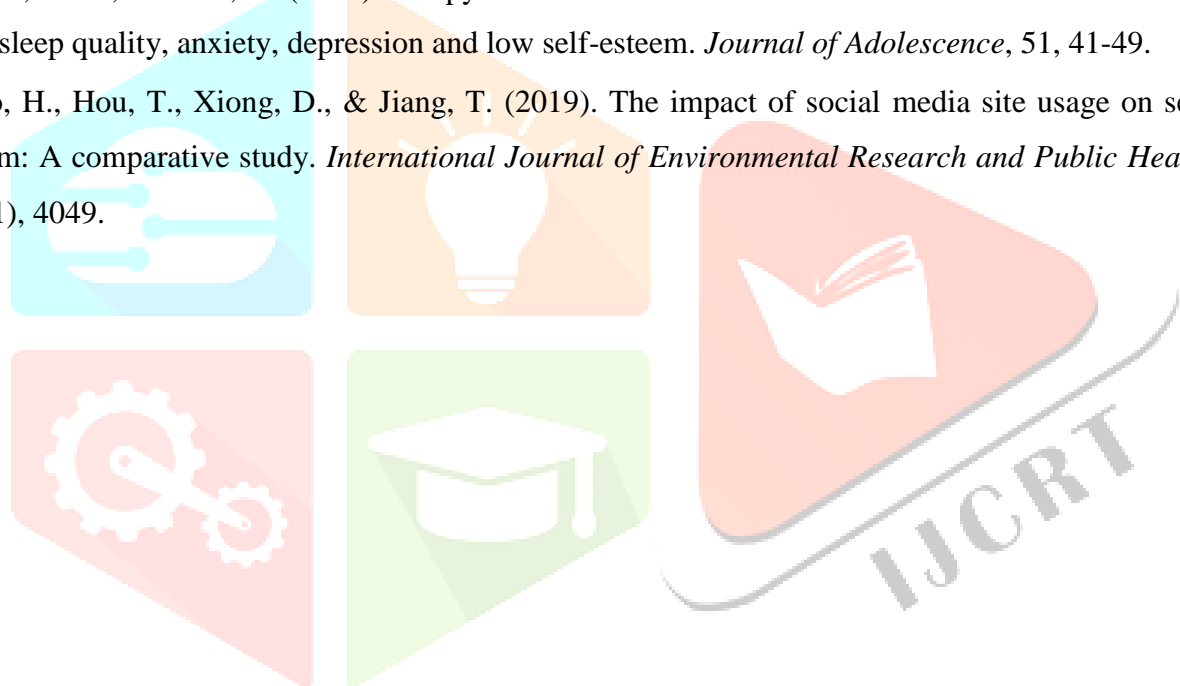 sleep quality, anxiety, depression and low self-esteem. Journal of Adolescence, 51, 41-49.
, H., Hou, T., Xiong, D., & Jiang, T. (2019). The impact of social media site usage on
m: A comparative study. International Journal of Environmental Research and Public
), 4049.
IJCRT